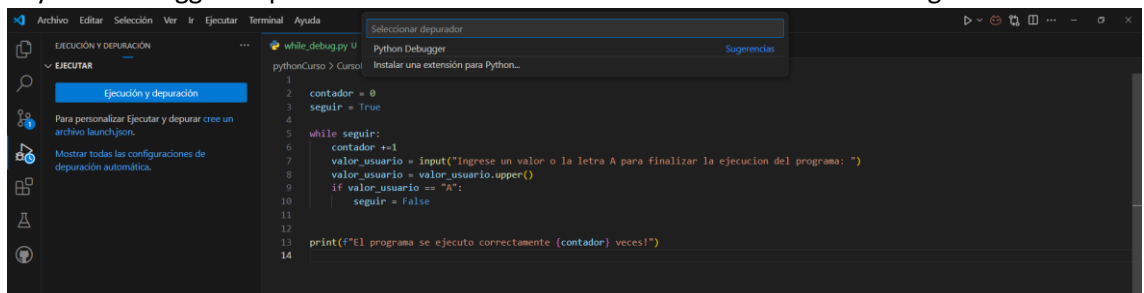 Archivo Editar Selección Ver Ir Ejecutar Terminal Ayuda
Seleccionar depurador
Python Debugger Sugerencias
Instalar una extensión para Python...
EJECUCIÓN Y DEPURACIÓN ...
EJECUTAR
Ejecución y depuración
Para personalizar Ejecutar y depurar cree un
archivo launch.json.
Mostrar todas las configuraciones de
depuración automática.
while_debug.py U
pythonCurso > Curso
1
2 contador = 0
3 seguir = True
4
5 while seguir:
6 contador +=1
7 valor_usuario = input("Ingrese un valor o la letra A para finalizar la ejecucion del programa: ")
8 valor_usuario = valor_usuario.upper()
9 if valor_usuario == "A":
10 seguir = False
11
12
13 print(f"El programa se ejecuto correctamente {contador} veces!")
14